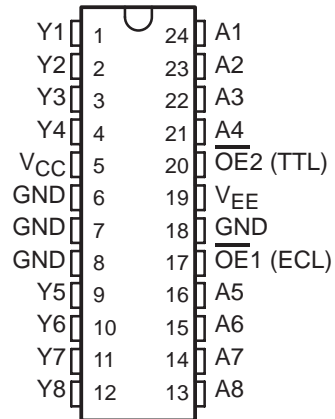 Y1 1 24 A1
Y2 2 23 A2
Y3 3 22 A3
Y4 4 21 A4
VCC 5 20 O̅E̅2 (TTL)
GND 6 19 VEE
GND 7 18 GND
GND 8 17 O̅E̅1 (ECL)
Y5 9 16 A5
Y6 10 15 A6
Y7 11 14 A7
Y8 12 13 A8